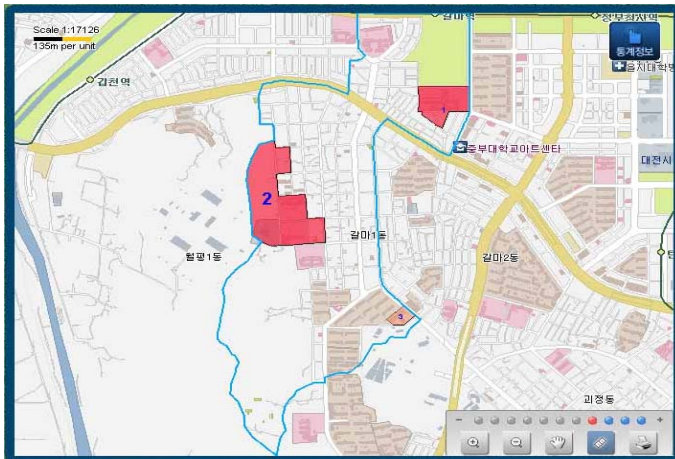 갈마역
정부청사역
Scale 1:17126
135m per unit
통계정보
을지대학병
갑천역
1
중부대학교아트센타
대전시
2
갈마1동
월평1동
갈마2동
3
괴정동